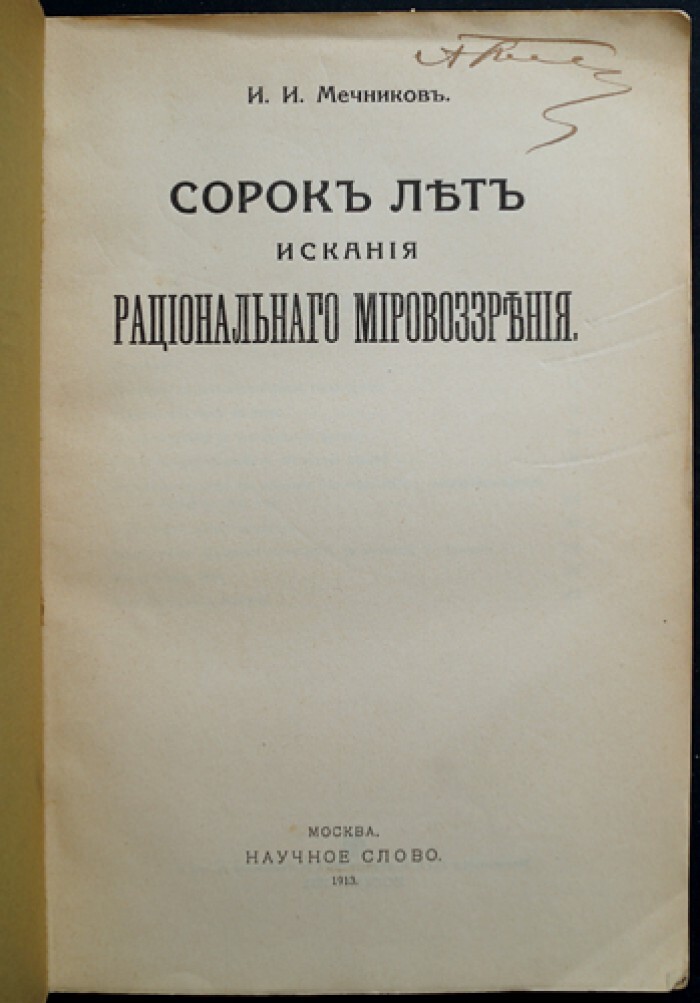 И. И. Мечниковъ.
СОРОКЪ ЛѢТЪ
ИСКАНІЯ
РАЦІОНАЛЬНАГО МІРОВОЗЗРѢНІЯ.
МОСКВА.
НАУЧНОЕ СЛОВО.
1913.